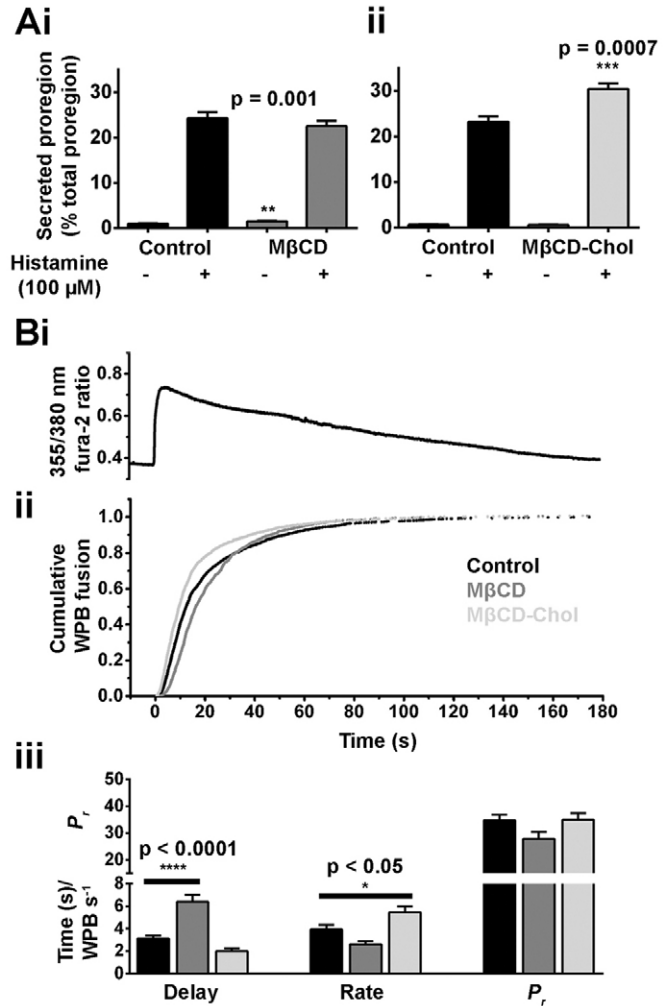 Ai
ii
Secreted proregion
(% total proregion)
30
20
10
0
p = 0.001
**
Control
MβCD
30
20
10
0
p = 0.0007
***
Control
MβCD-Chol
Histamine
(100 µM)
-
+
-
+
-
+
-
+
Bi
355/380 nm
fura-2 ratio
0.8
0.6
0.4
ii
Cumulative
WPB fusion
1.0
0.8
0.6
0.4
0.2
0.0
Control
MβCD
MβCD-Chol
0
20
40
60
80
100
120
140
160
180
Time (s)
iii
Pr
50
40
30
20
Time (s)/
WPB s-1
8
6
4
2
0
p < 0.0001
****
p < 0.05
*
Delay
Rate
Pr